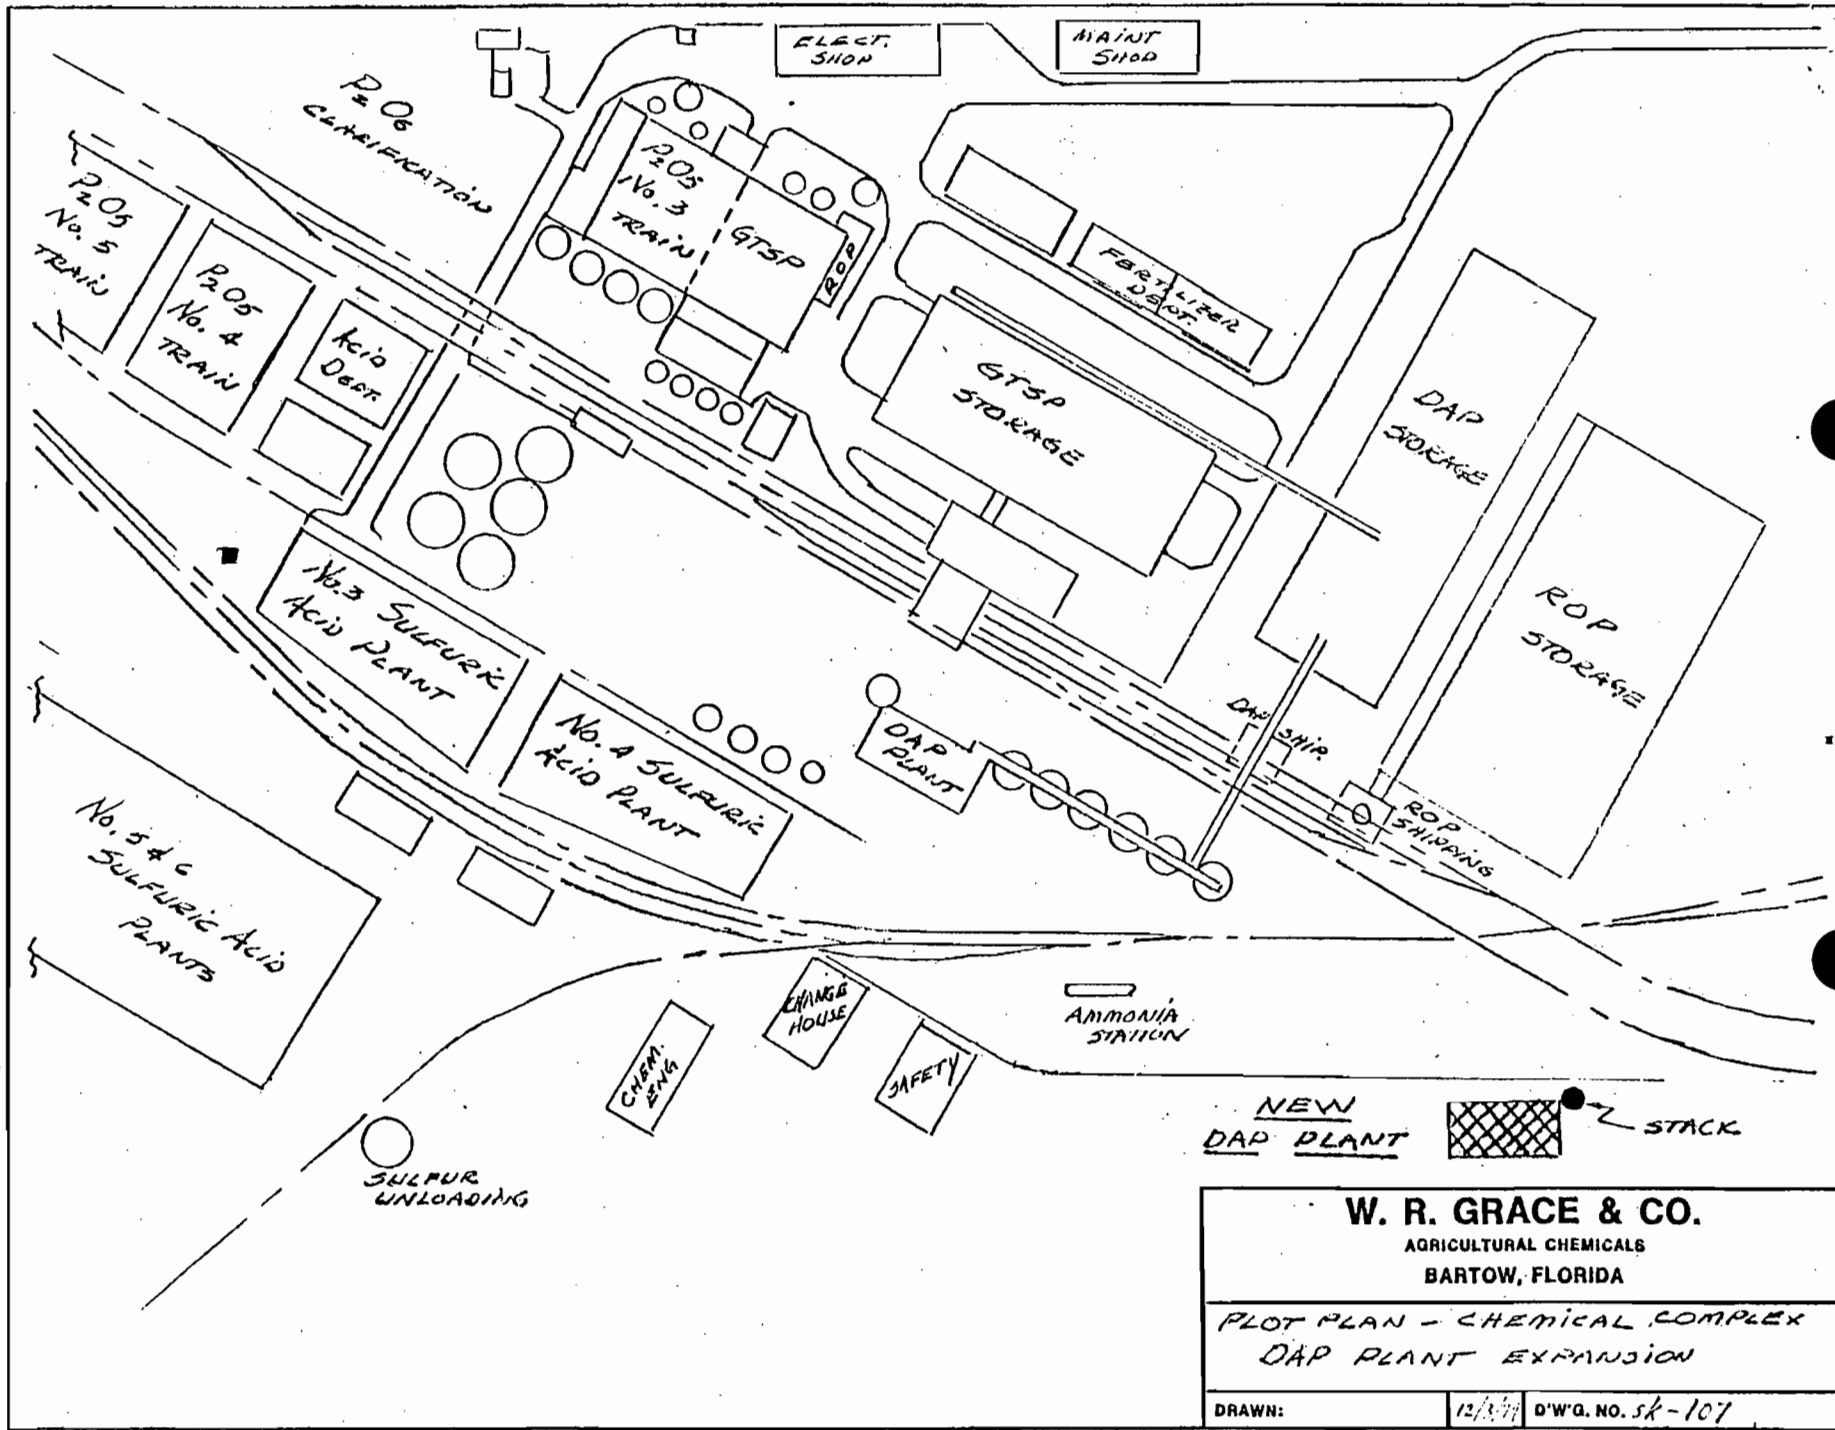 ELECT.
SHOP
MAINT
SHOP
P2O5
CLARIFICATION
P2O5
No. 5
TRAIN
P2O5
No. 4
TRAIN
ACID
DEPT.
P2O5
No. 3
TRAIN
GTSP
ROP
FERTILIZER
DEPT.
GTSP
STORAGE
DAP
STORAGE
ROP
STORAGE
No. 3 SULFURIC
ACID PLANT
No. 4 SULFURIC
ACID PLANT
DAP
PLANT
DAP SHIP.
ROP
SHIPPING
No. 5 & 6
SULFURIC ACID
PLANTS
CHANGE
HOUSE
CHEM.
ENG
SAFETY
AMMONIA
STATION
SULFUR
UNLOADING
NEW
DAP PLANT
STACK
W. R. GRACE & CO.
AGRICULTURAL CHEMICALS
BARTOW, FLORIDA
PLOT PLAN - CHEMICAL COMPLEX
DAP PLANT EXPANSION
DRAWN:
D'W'G. NO. SK-107